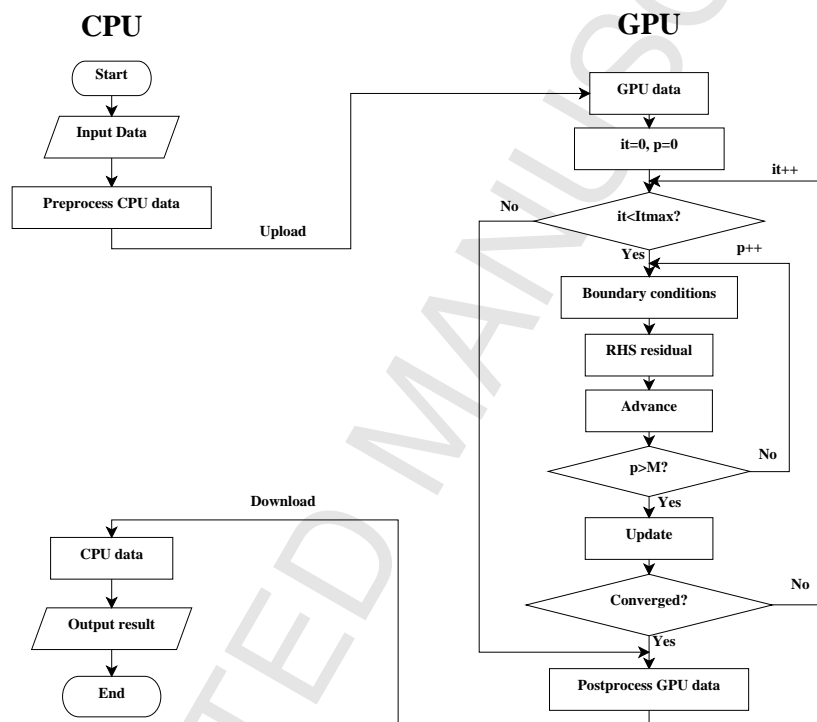 CPU
GPU
Start
Input Data
Preprocess CPU data
Upload
GPU data
it=0, p=0
it++
it<Itmax?
No
Yes
p++
Boundary conditions
RHS residual
Advance
p>M?
No
Yes
Update
Converged?
No
Yes
Postprocess GPU data
Download
CPU data
Output result
End
TED MANUSC